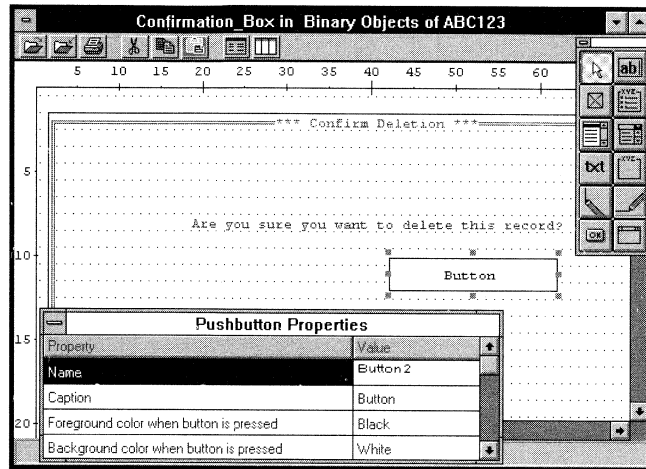 Confirmation_Box in Binary Objects of ABC123
5 10 15 20 25 30 35 40 45 50 55 60
ab
XYZ
txt
XYZ
OK
*** Confirm Deletion ***
5
Are you sure you want to delete this record?
10
Button
Pushbutton Properties
15
Property Value
Name Button 2
Caption Button
Foreground color when button is pressed Black
20
Background color when button is pressed White